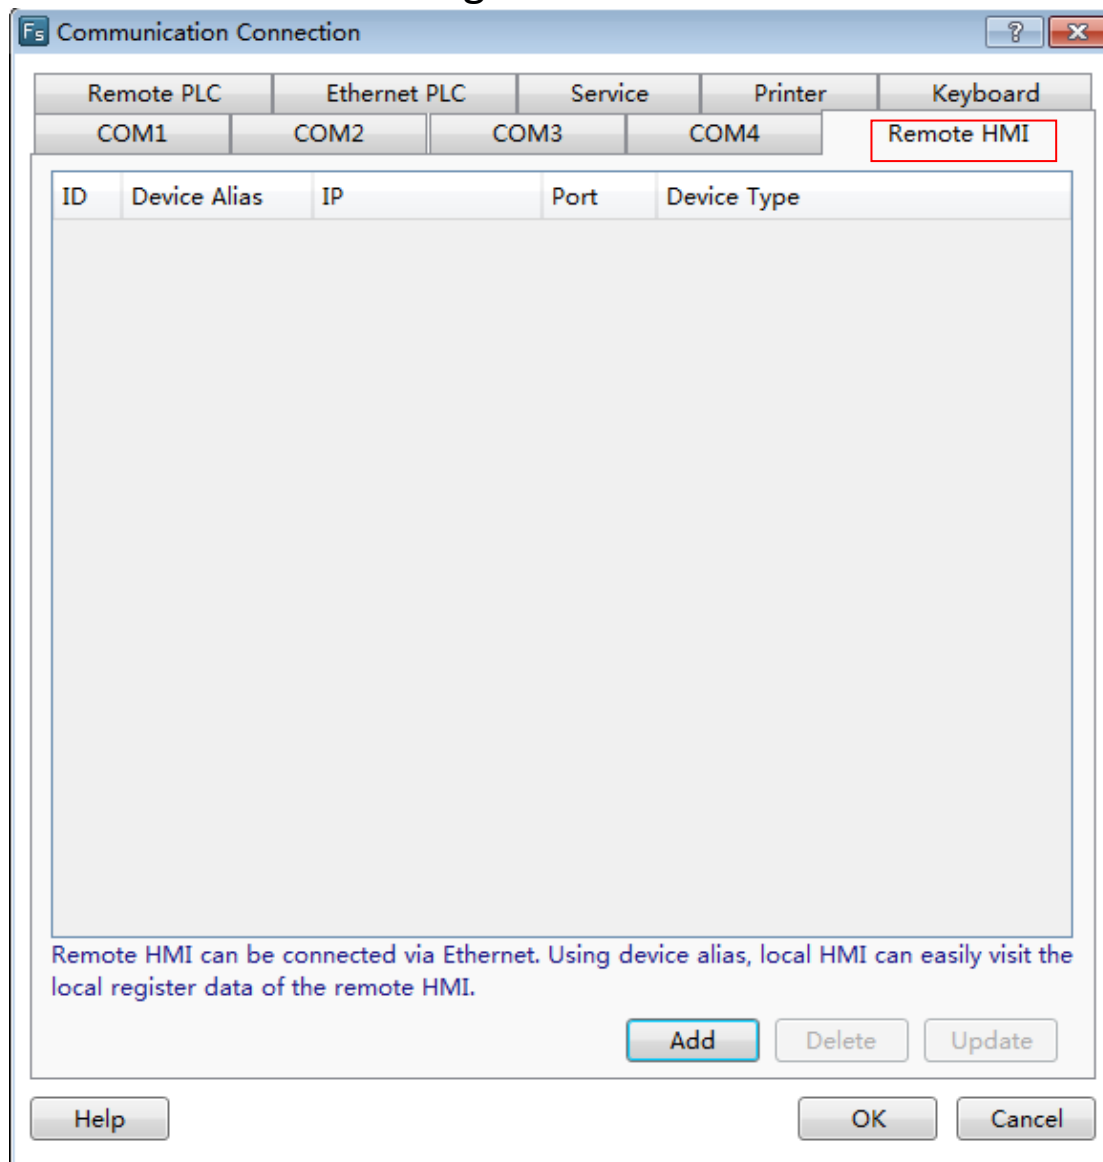 Fs Communication Connection ?
Remote PLC Ethernet PLC Service Printer Keyboard
COM1 COM2 COM3 COM4 Remote HMI
ID Device Alias IP Port Device Type
Remote HMI can be connected via Ethernet. Using device alias, local HMI can easily visit the
local register data of the remote HMI.
Add Delete Update
Help OK Cancel